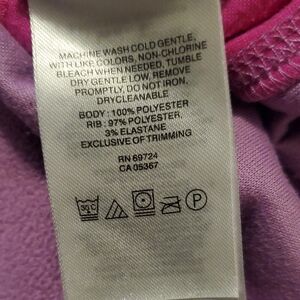 MACHINE WASH COLD GENTLE,
WITH LIKE COLORS, NON-CHLORINE
BLEACH WHEN NEEDED, TUMBLE
DRY GENTLE LOW, REMOVE
PROMPTLY, DO NOT IRON,
DRYCLEANABLE
BODY : 100% POLYESTER
RIB : 97% POLYESTER,
3% ELASTANE
EXCLUSIVE OF TRIMMING
RN 69724
CA 05367
30 C